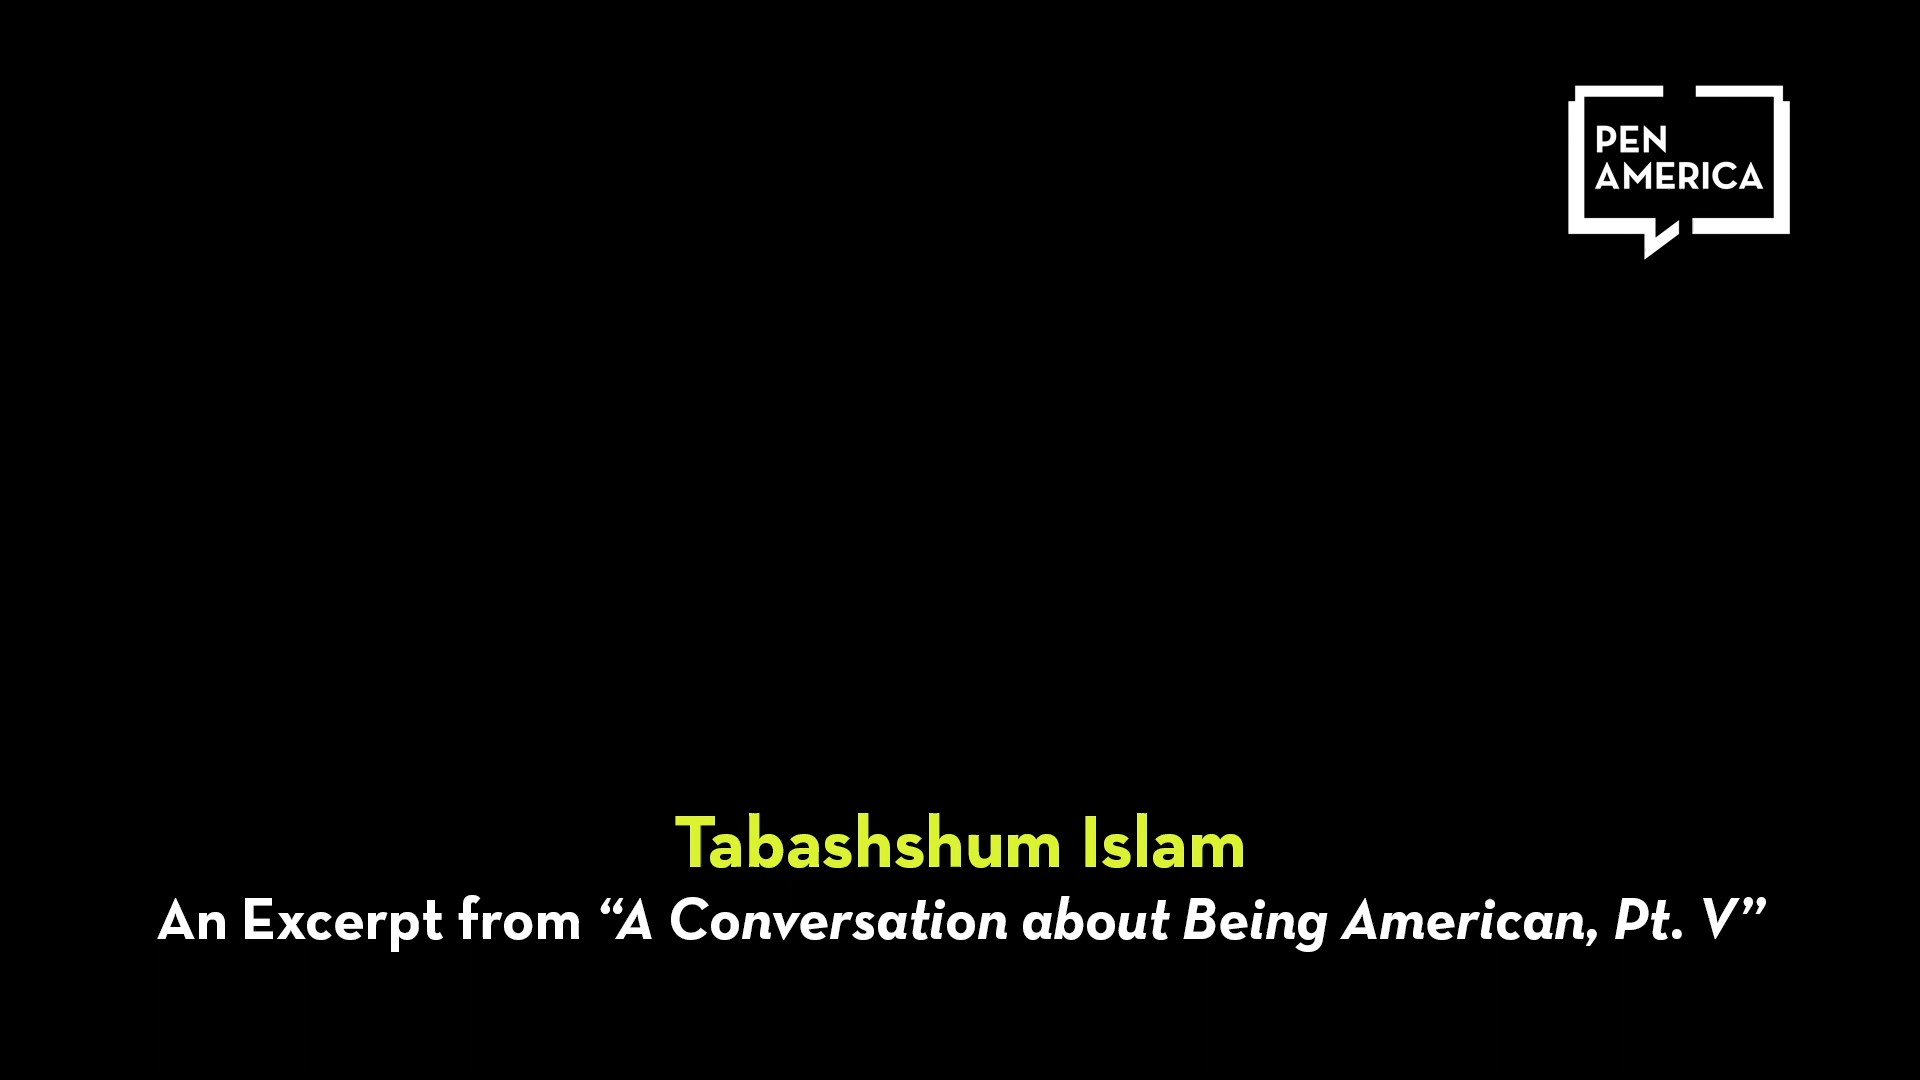 PEN
AMERICA
Tabashshum Islam
An Excerpt from “A Conversation about Being American, Pt. V”